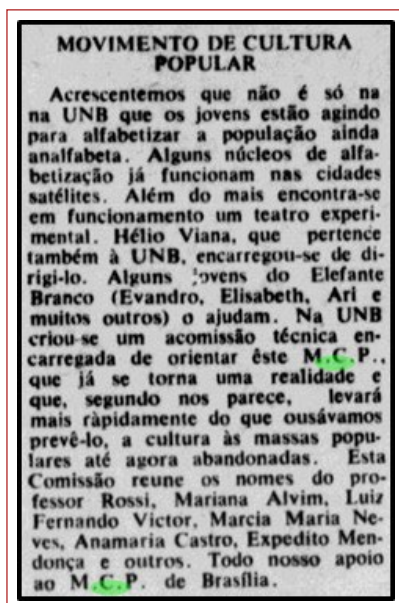 MOVIMENTO DE CULTURA
POPULAR
Acrescentemos que não é só na
na UNB que os jovens estão agindo
para alfabetizar a população ainda
analfabeta. Alguns núcleos de alfa-
betização já funcionam nas cidades
satélites. Além do mais encontra-se
em funcionamento um teatro experi-
mental. Hélio Viana, que pertence
também à UNB, encarregou-se de di-
rigi-lo. Alguns jovens do Elefante
Branco (Evandro, Elisabeth, Ari e
muitos outros) o ajudam. Na UNB
criou-se um acomissão técnica en-
carregada de orientar êste M.C.P.,
que já se torna uma realidade e
que, segundo nos parece, levará
mais ràpidamente do que ousávamos
prevê-lo, a cultura às massas popu-
lares até agora abandonadas. Esta
Comissão reune os nomes do pro-
fessor Rossi, Mariana Alvim, Luiz
Fernando Victor, Marcia Maria Ne-
ves, Anamaria Castro, Expedito Men-
donça e outros. Todo nosso apoio
ao M.C.P. de Brasília.